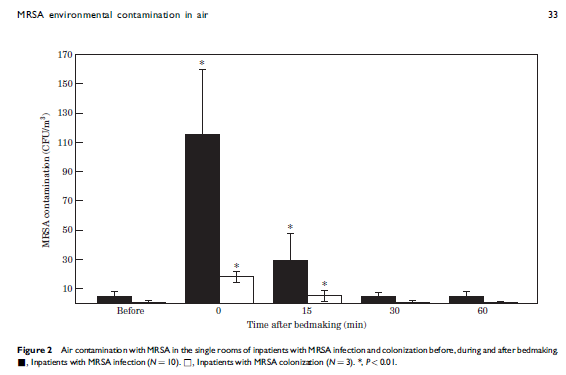 MRSA environmental contamination in air 33
170
150
130
110
90
70
50
30
10
MRSA contamination (CFU/m³)
* * * *
Before 0 15 30 60
Time after bedmaking (min)
Figure 2 Air contamination with MRSA in the single rooms of inpatients with MRSA infection and colonization before, during and after bedmaking.
■, Inpatients with MRSA infection (N = 10). □, Inpatients with MRSA colonization (N = 3). *, P < 0.01.